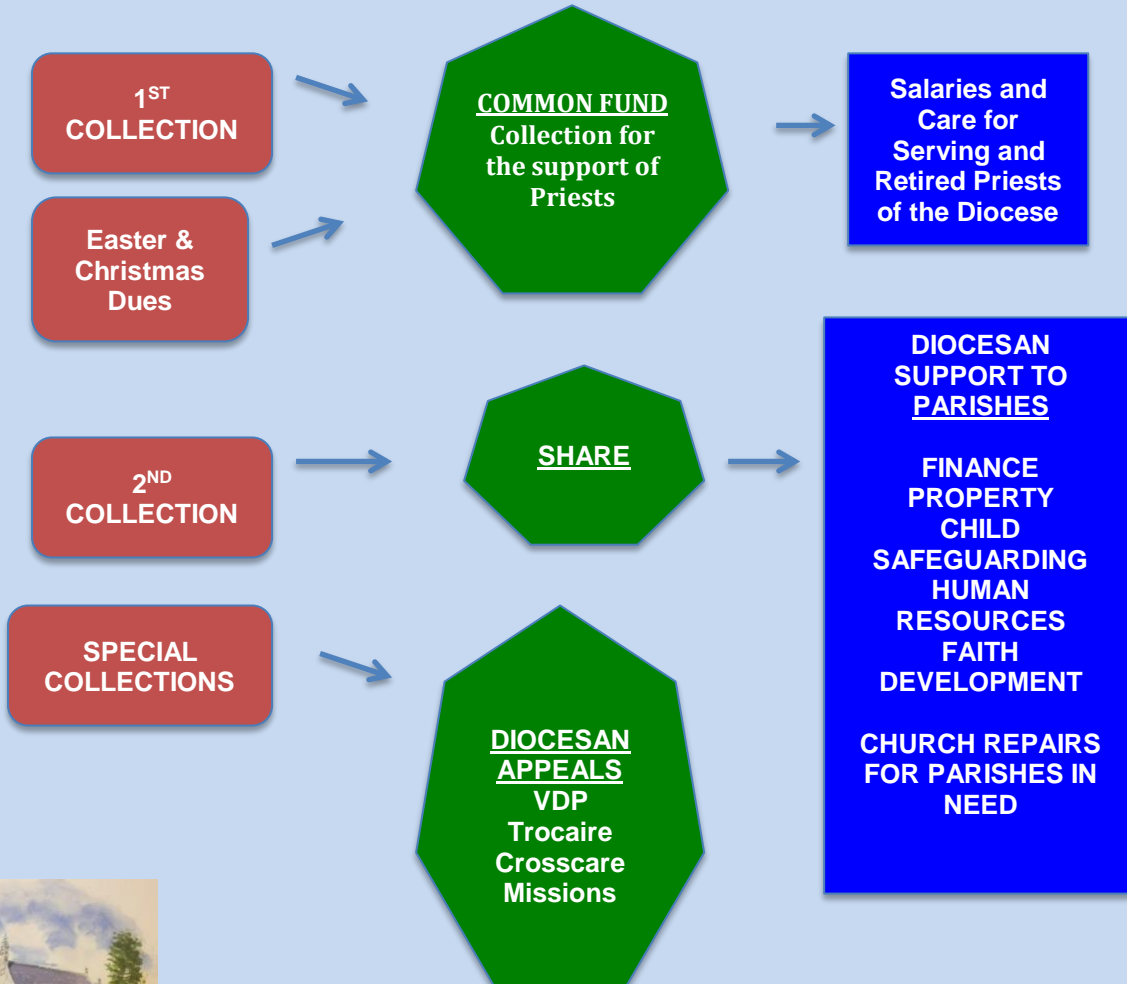 1ST
COLLECTION
COMMON FUND
Collection for
the support of
Priests
Salaries and
Care for
Serving and
Retired Priests
of the Diocese
Easter &
Christmas
Dues
2ND
COLLECTION
SHARE
DIOCESAN
SUPPORT TO
PARISHES
FINANCE
PROPERTY
CHILD
SAFEGUARDING
HUMAN
RESOURCES
FAITH
DEVELOPMENT
CHURCH REPAIRS
FOR PARISHES IN
NEED
SPECIAL
COLLECTIONS
DIOCESAN
APPEALS
VDP
Trocaire
Crosscare
Missions